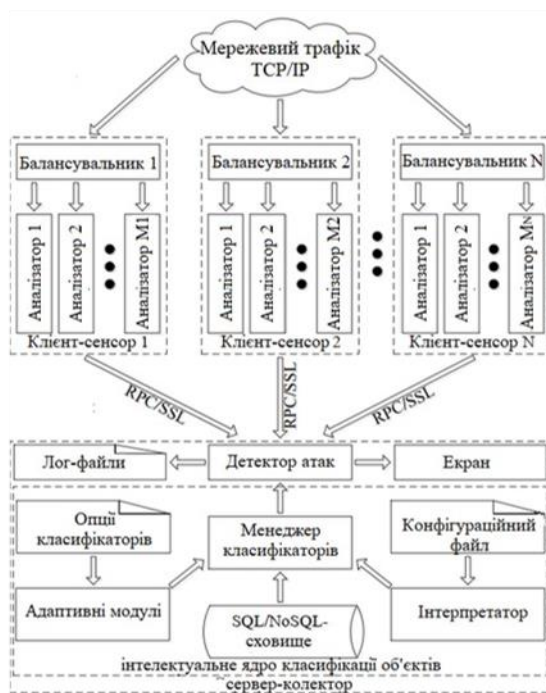 Мережевий трафік
TCP/IP
Балансувальник 1
Балансувальник 2
Балансувальник N
Аналізатор 1
Аналізатор 2
Аналізатор M1
Аналізатор 1
Аналізатор 2
Аналізатор M2
Аналізатор 1
Аналізатор 2
Аналізатор MN
Клієнт-сенсор 1
Клієнт-сенсор 2
Клієнт-сенсор N
RPC/SSL
RPC/SSL
RPC/SSL
Лог-файли
Детектор атак
Екран
Опції
класифікаторів
Менеджер
класифікаторів
Конфігураційний
файл
Адаптивні модулі
SQL/NoSQL-
сховище
Інтерпретатор
інтелектуальне ядро класифікації об'єктів
сервер-колектор